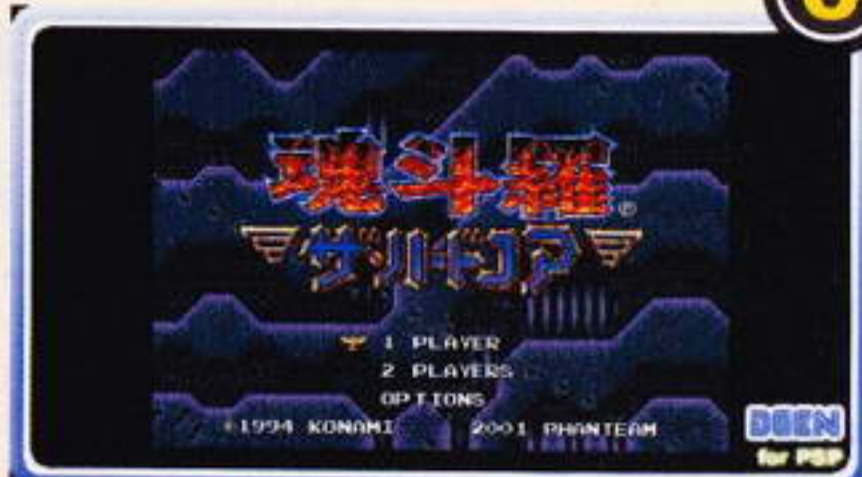 魂斗羅®
ザ・ハードコア
1 PLAYER
2 PLAYERS
OPTIONS
©1994 KONAMI 2001 PHANTEAM
DGEN
for PSP